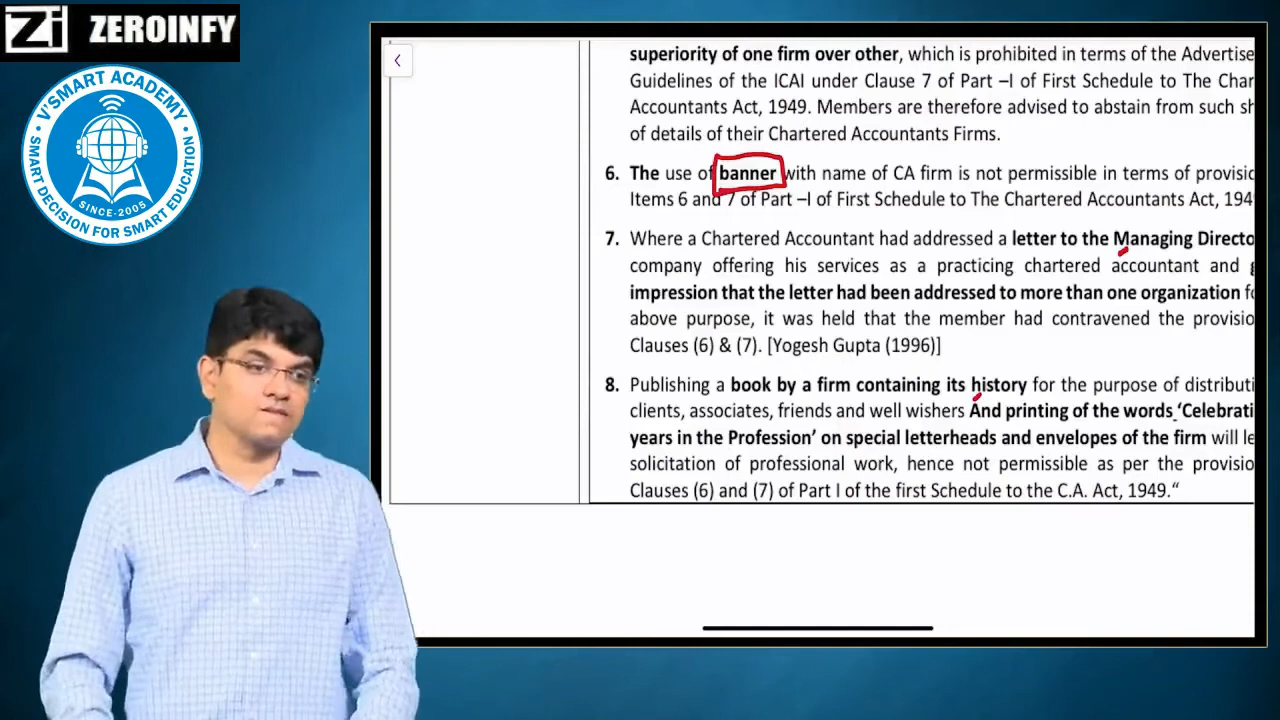 Zi ZEROINFY
V'SMART ACADEMY
SINCE-2005
SMART DECISION FOR SMART EDUCATION
superiority of one firm over other, which is prohibited in terms of the Advertise
Guidelines of the ICAI under Clause 7 of Part –I of First Schedule to The Char
Accountants Act, 1949. Members are therefore advised to abstain from such sh
of details of their Chartered Accountants Firms.
6. The use of banner with name of CA firm is not permissible in terms of provisio
Items 6 and 7 of Part –I of First Schedule to The Chartered Accountants Act, 194
7. Where a Chartered Accountant had addressed a letter to the Managing Directo
company offering his services as a practicing chartered accountant and g
impression that the letter had been addressed to more than one organization fo
above purpose, it was held that the member had contravened the provisio
Clauses (6) & (7). [Yogesh Gupta (1996)]
8. Publishing a book by a firm containing its history for the purpose of distributi
clients, associates, friends and well wishers And printing of the words 'Celebrati
years in the Profession' on special letterheads and envelopes of the firm will le
solicitation of professional work, hence not permissible as per the provisio
Clauses (6) and (7) of Part I of the first Schedule to the C.A. Act, 1949."